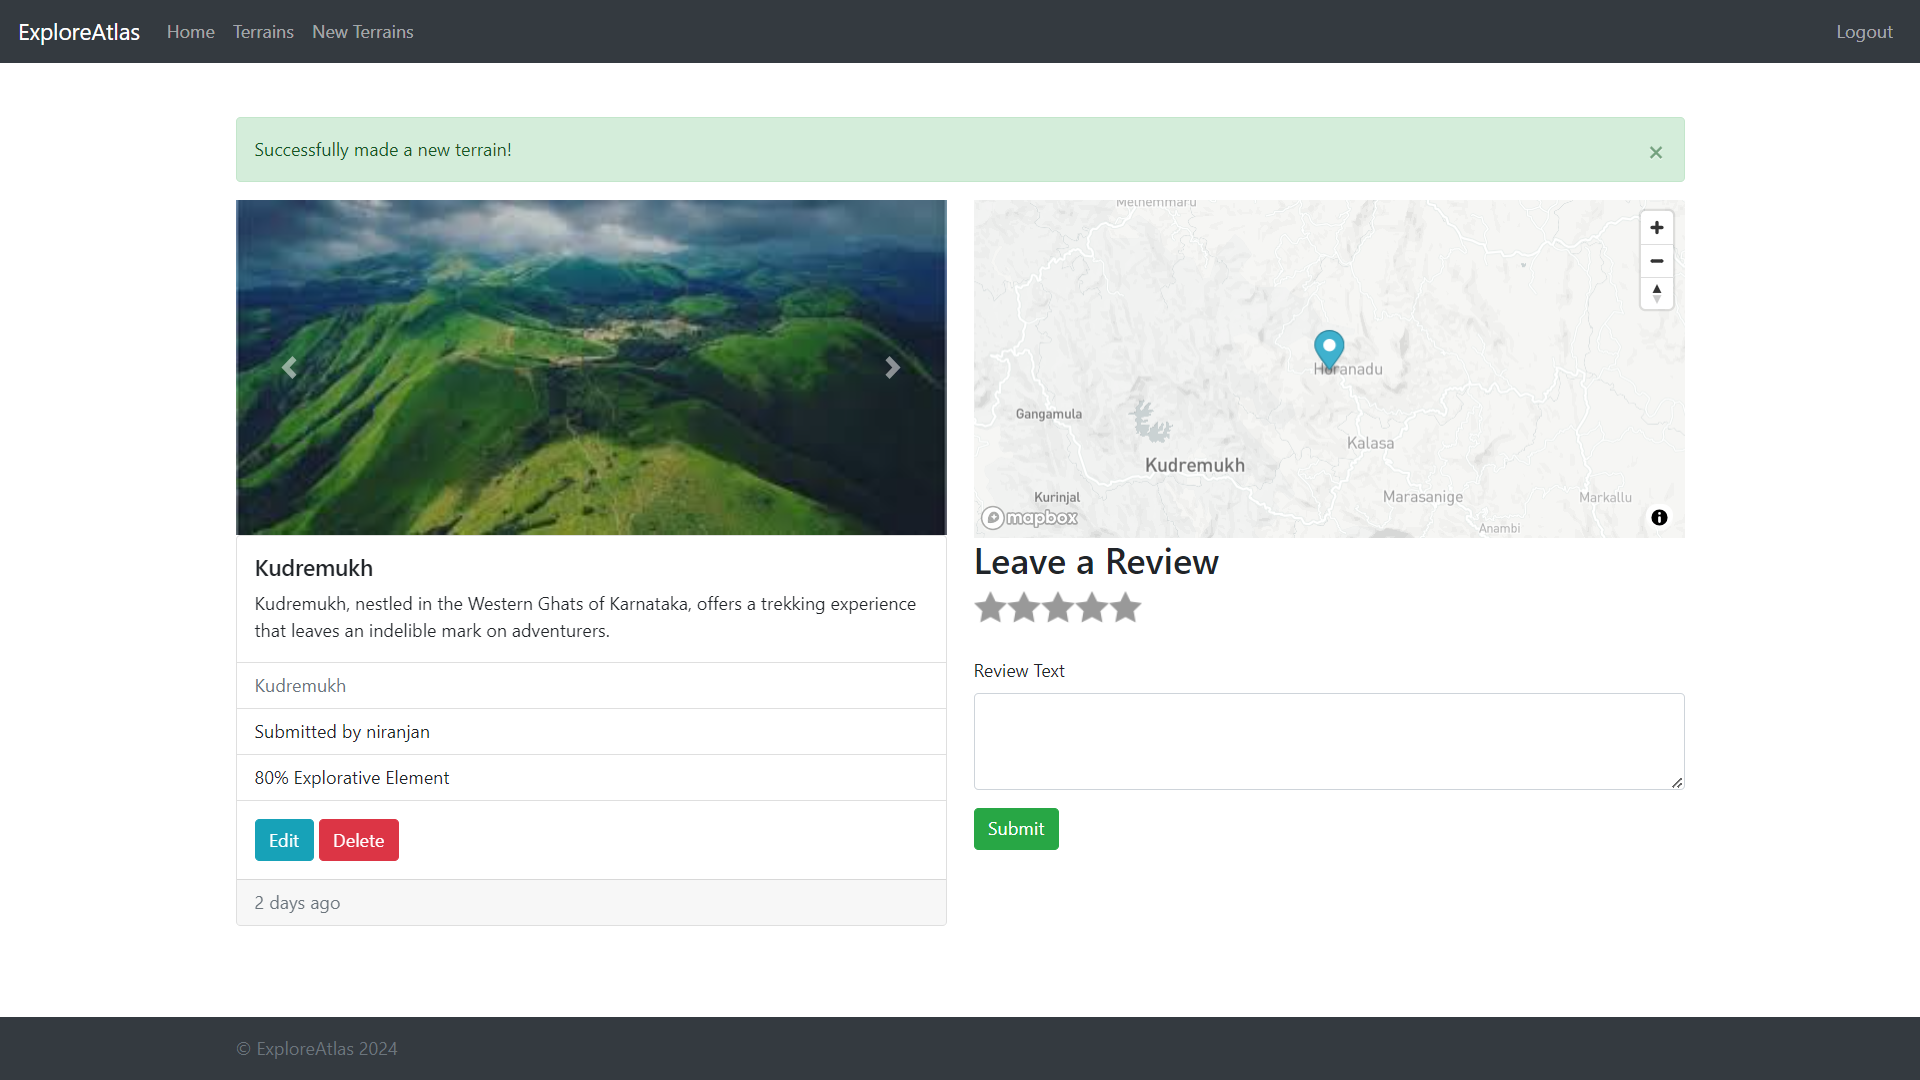 ExploreAtlas Home Terrains New Terrains Logout
Successfully made a new terrain!
×
Melnemmaru
Horanadu
Gangamula
Kalasa
Kudremukh
Kurinjal
Marasanige
Markallu
mapbox
Anambi
Kudremukh
Kudremukh, nestled in the Western Ghats of Karnataka, offers a trekking experience
that leaves an indelible mark on adventurers.
Kudremukh
Submitted by niranjan
80% Explorative Element
Edit Delete
2 days ago
Leave a Review
Review Text
Submit
© ExploreAtlas 2024